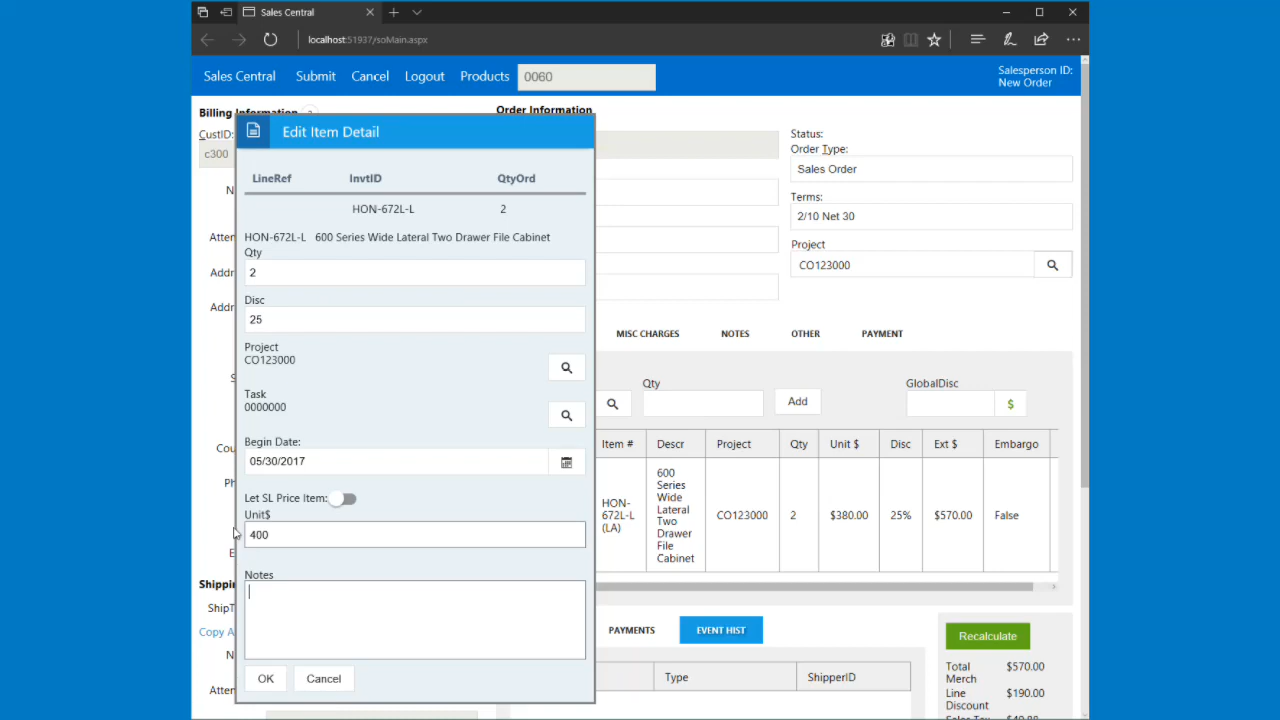 Sales Central
localhost:51937/soMain.aspx
Sales Central Submit Cancel Logout Products 0060
Salesperson ID:
New Order
Billing Information
CustID:
c300
Order Information
Edit Item Detail
LineRef InvtID QtyOrd
HON-672L-L 2
HON-672L-L 600 Series Wide Lateral Two Drawer File Cabinet
Qty
2
Disc
25
Project
CO123000
Task
0000000
Begin Date:
05/30/2017
Let SL Price Item:
Unit$
400
Notes
OK Cancel
Status:
Order Type:
Sales Order
Terms:
2/10 Net 30
Project
CO123000
MISC CHARGES NOTES OTHER PAYMENT
Qty
Add
GlobalDisc
$
Item # Descr Project Qty Unit $ Disc Ext $ Embargo
HON-
672L-L
(LA)
600
Series
Wide
Lateral
Two
Drawer
File
Cabinet
CO123000 2 $380.00 25% $570.00 False
PAYMENTS EVENT HIST
Type ShipperID
Recalculate
Total
Merch
$570.00
Line
Discount
$190.00
Shippin
ShipT
Copy A
N
Atten
N
Atten
Addr
Addr
S
Cou
Ph
E